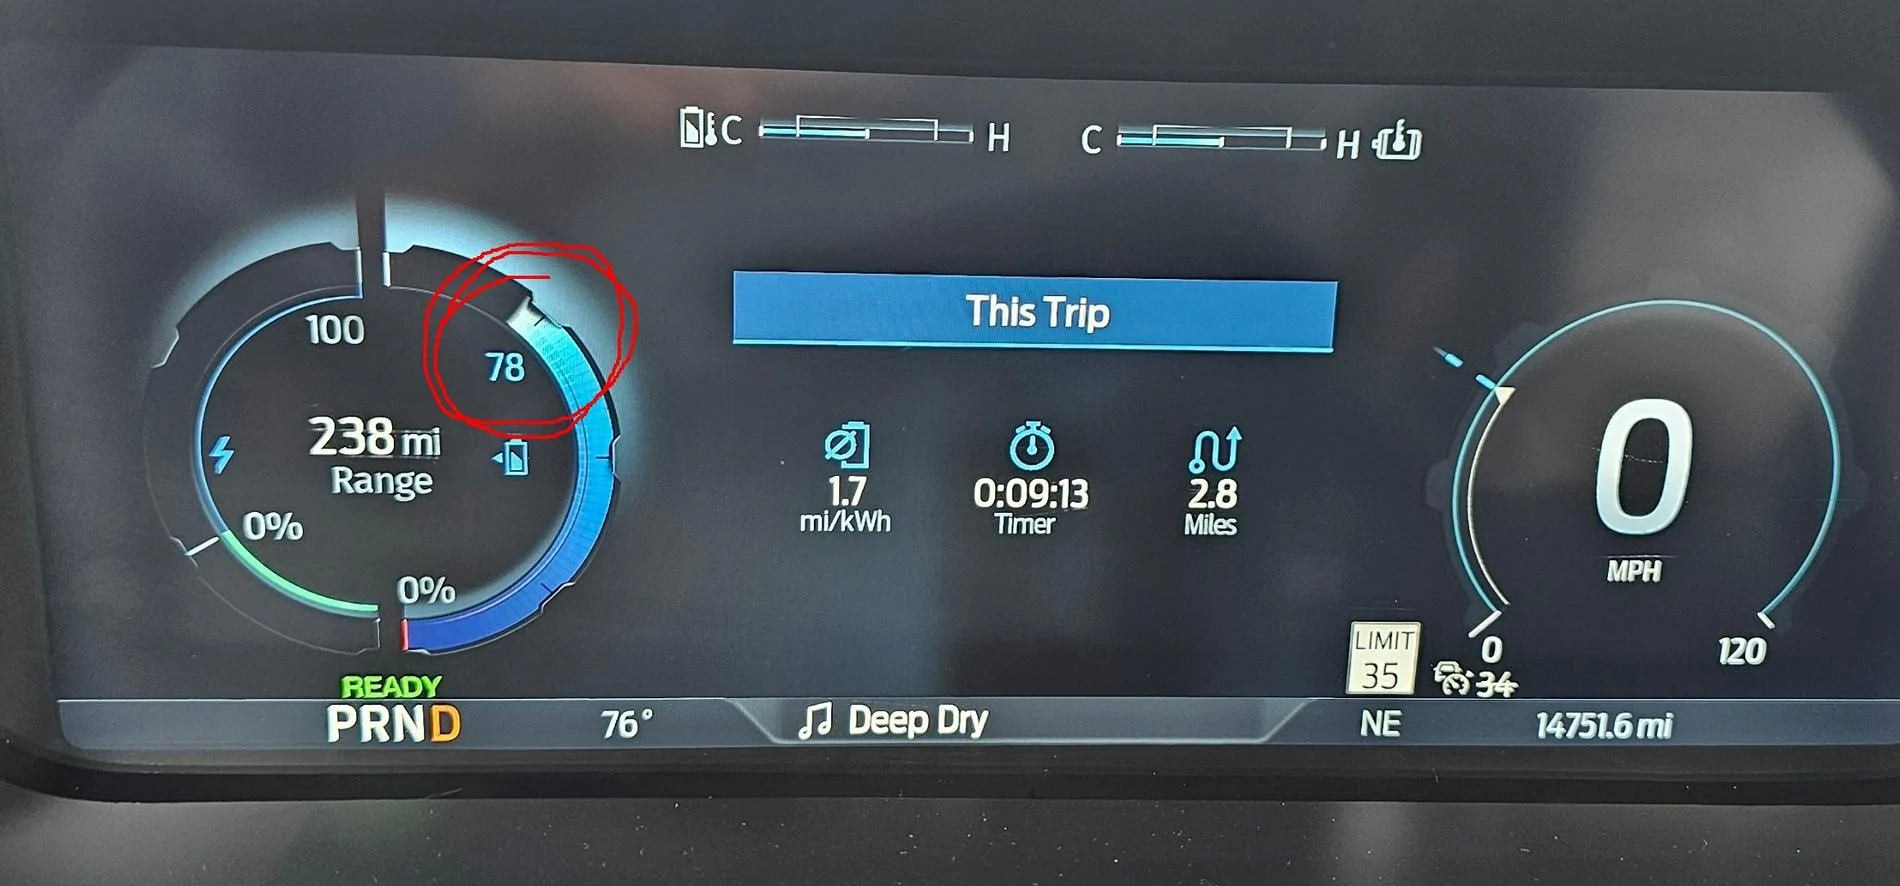 C H
C H
100
78
238 mi
Range
0%
0%
READY
PRND
76°
This Trip
1.7
mi/kWh
0:09:13
Timer
2.8
Miles
Deep Dry
0
MPH
0
120
LIMIT
35
34
NE
14751.6 mi